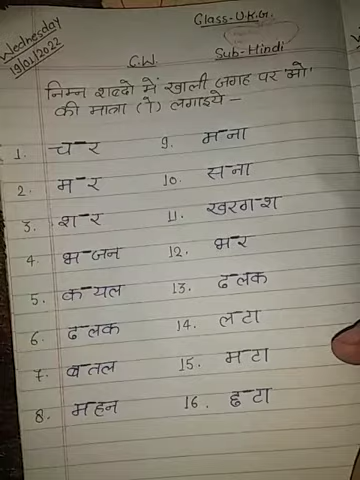 Wednesday
19/01/2022
C.W.
Class-U.K.G.
Sub-Hindi
निम्न शब्दो में खाली जगह पर 'ओ'
की मात्रा (ो) लगाइये –
1. च-र 9. म-ना
2. म-र 10. स-ना
3. श-र 11. खरग-श
4. भ-जन 12. भ-र
5. क-यल 13. ढ-लक
6. ढ-लक 14. ल-टा
7. ब-तल 15. म-टा
8. म-हन 16. छ-टा